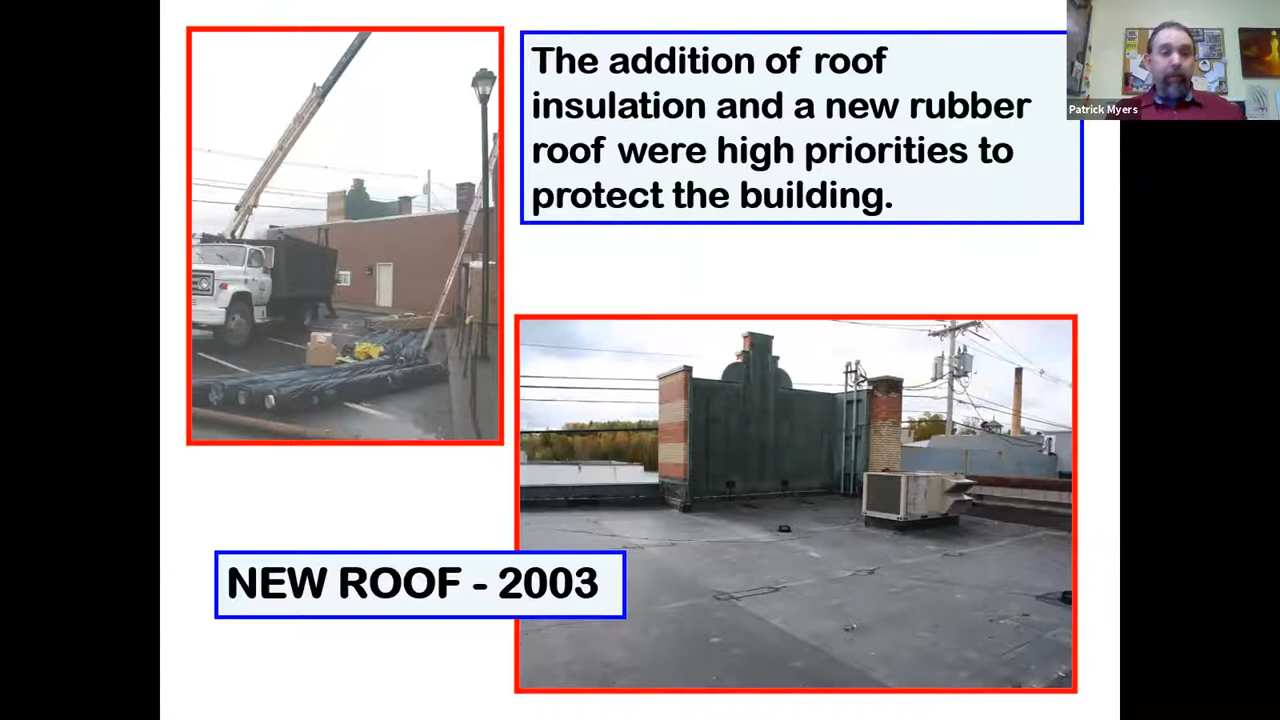 The addition of roof
insulation and a new rubber
roof were high priorities to
protect the building.
Patrick Myers
NEW ROOF - 2003